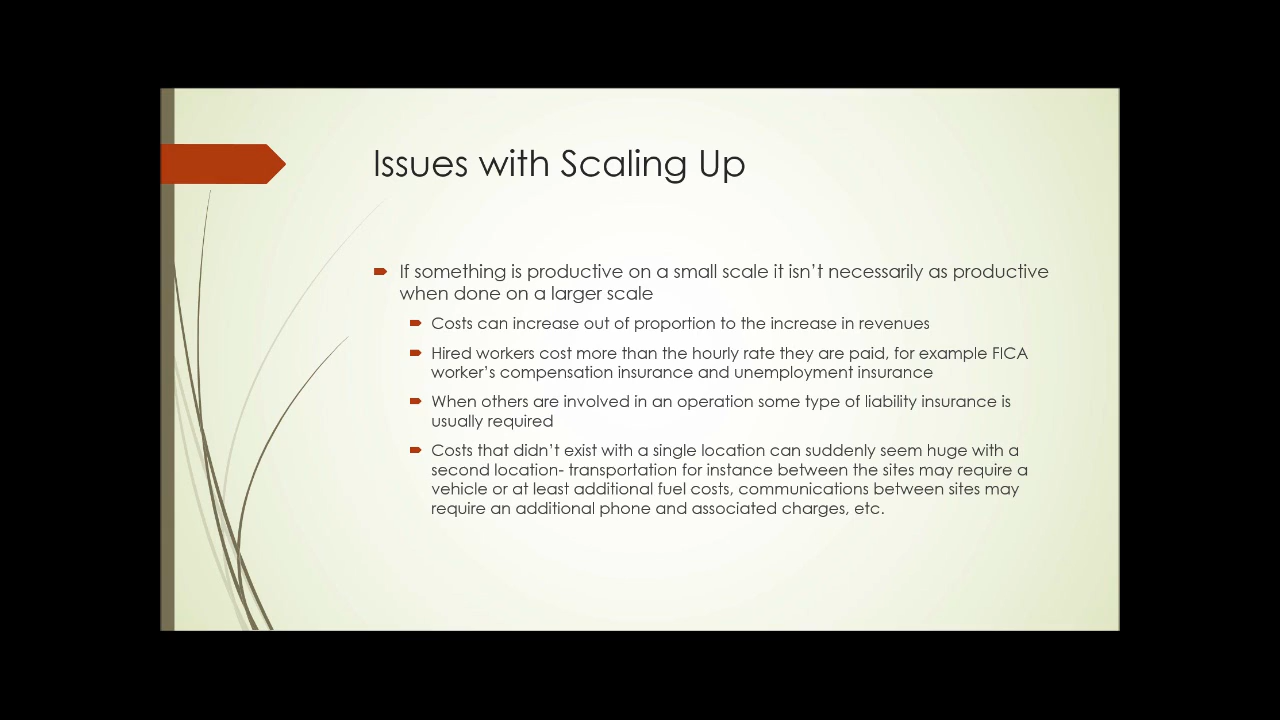 Issues with Scaling Up
If something is productive on a small scale it isn't necessarily as productive
when done on a larger scale
Costs can increase out of proportion to the increase in revenues
Hired workers cost more than the hourly rate they are paid, for example FICA
worker's compensation insurance and unemployment insurance
When others are involved in an operation some type of liability insurance is
usually required
Costs that didn't exist with a single location can suddenly seem huge with a
second location- transportation for instance between the sites may require a
vehicle or at least additional fuel costs, communications between sites may
require an additional phone and associated charges, etc.